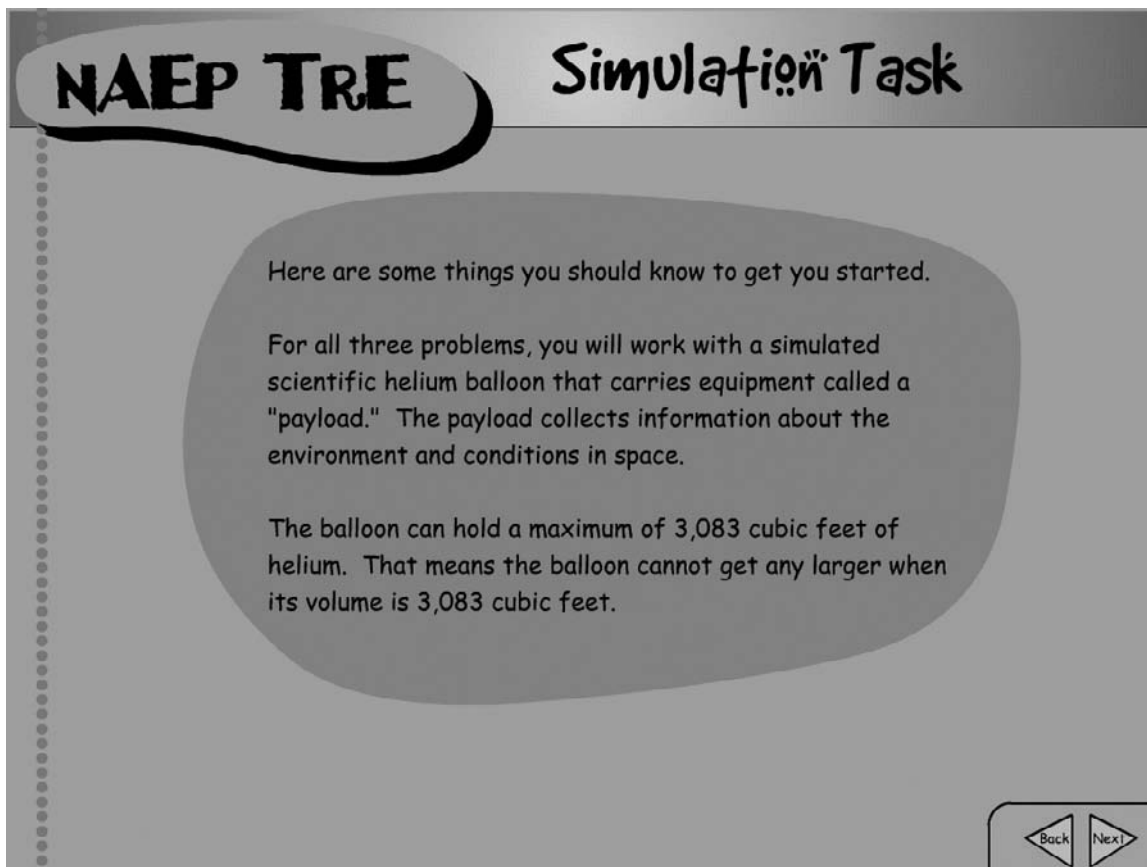 NAEP TRE
Simulation Task
Here are some things you should know to get you started.
For all three problems, you will work with a simulated
scientific helium balloon that carries equipment called a
"payload." The payload collects information about the
environment and conditions in space.
The balloon can hold a maximum of 3,083 cubic feet of
helium. That means the balloon cannot get any larger when
its volume is 3,083 cubic feet.
Back Next